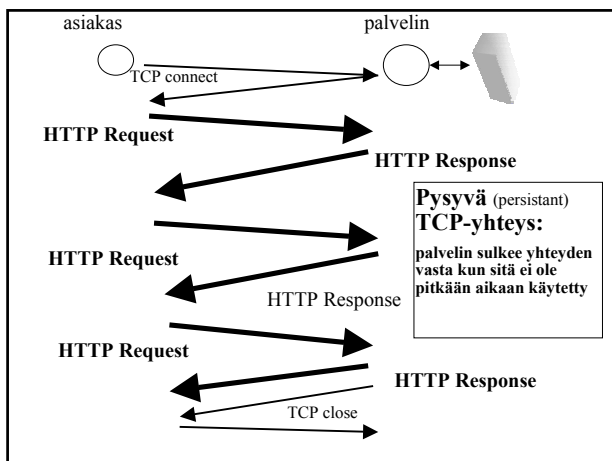 asiakas
palvelin
TCP connect
HTTP Request
HTTP Response
Pysyvä (persistant)
TCP-yhteys:
palvelin sulkee yhteyden
vasta kun sitä ei ole
pitkään aikaan käytetty
HTTP Request
HTTP Response
HTTP Request
HTTP Response
TCP close